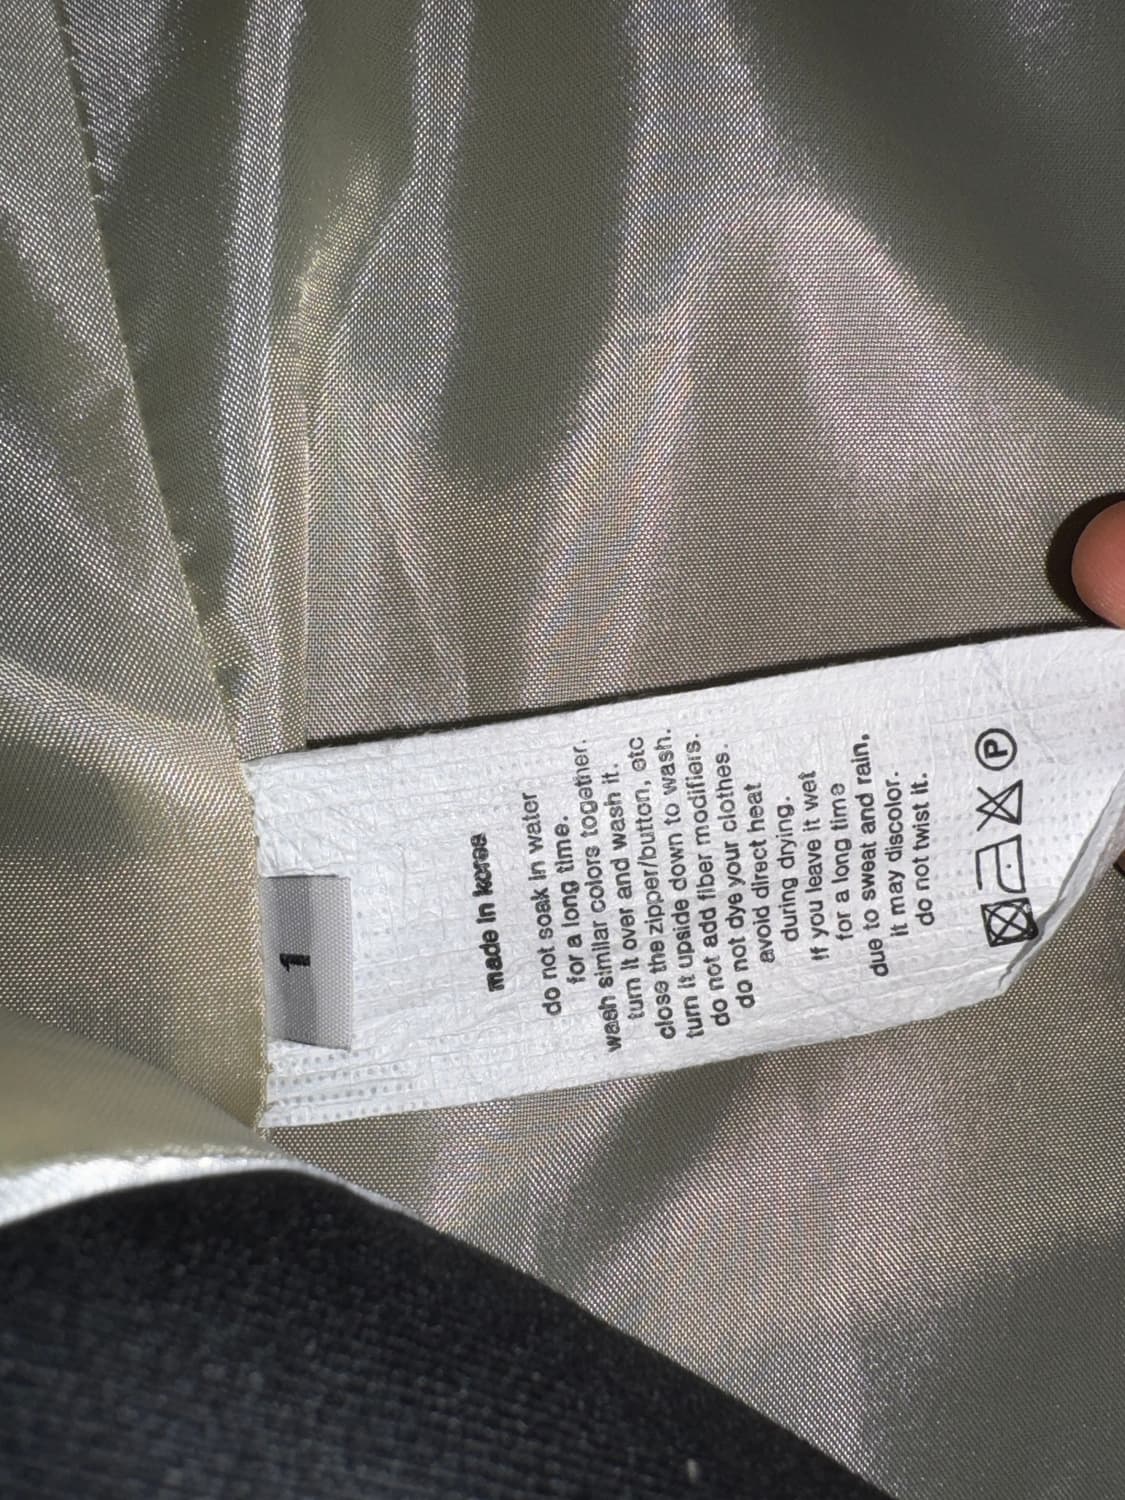 1
made in korea
do not soak in water
for a long time.
wash similar colors together.
turn it over and wash it.
close the zipper/button, etc
turn it upside down to wash.
do not add fiber modifiers.
do not dye your clothes.
avoid direct heat
during drying.
If you leave it wet
for a long time
due to sweat and rain,
it may discolor.
do not twist it.
P